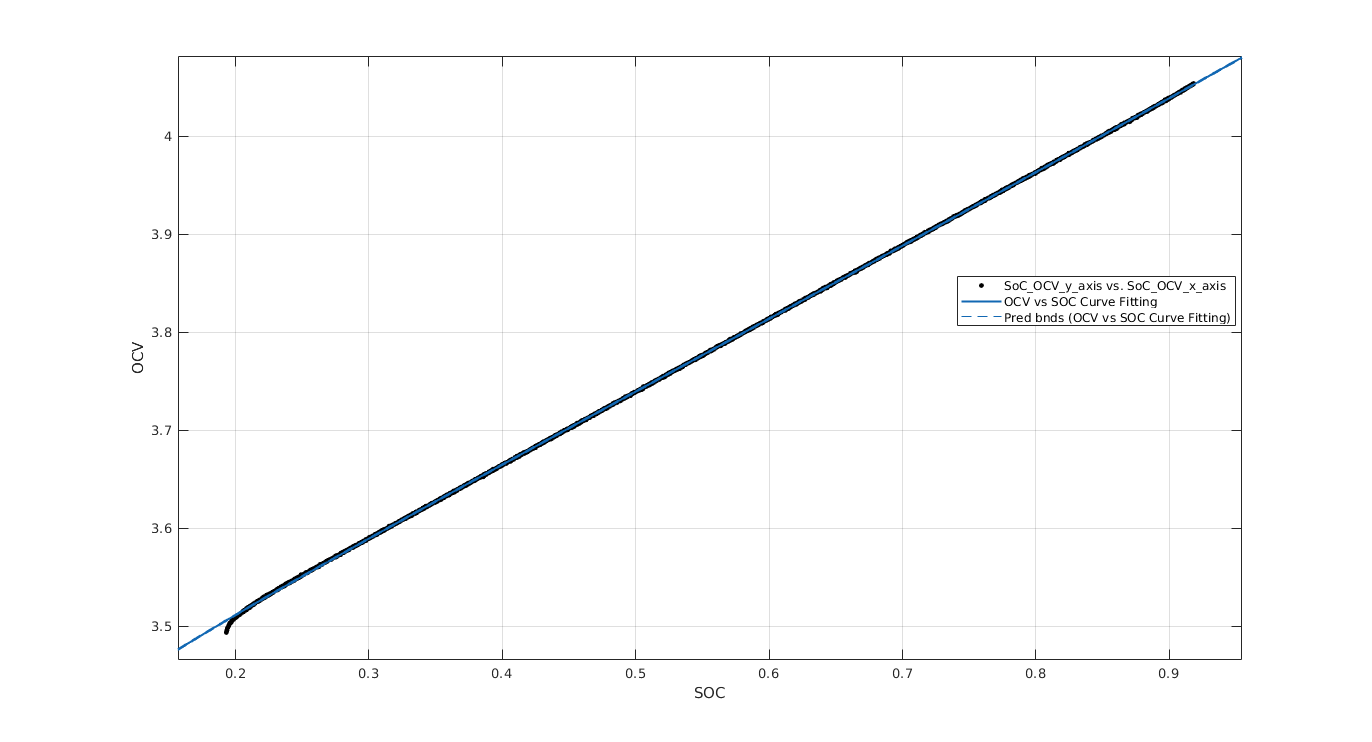 4
3.9
3.8
3.7
3.6
3.5
OCV
SoC_OCV_y_axis vs. SoC_OCV_x_axis
OCV vs SOC Curve Fitting
Pred bnds (OCV vs SOC Curve Fitting)
0.2 0.3 0.4 0.5 0.6 0.7 0.8 0.9
SOC